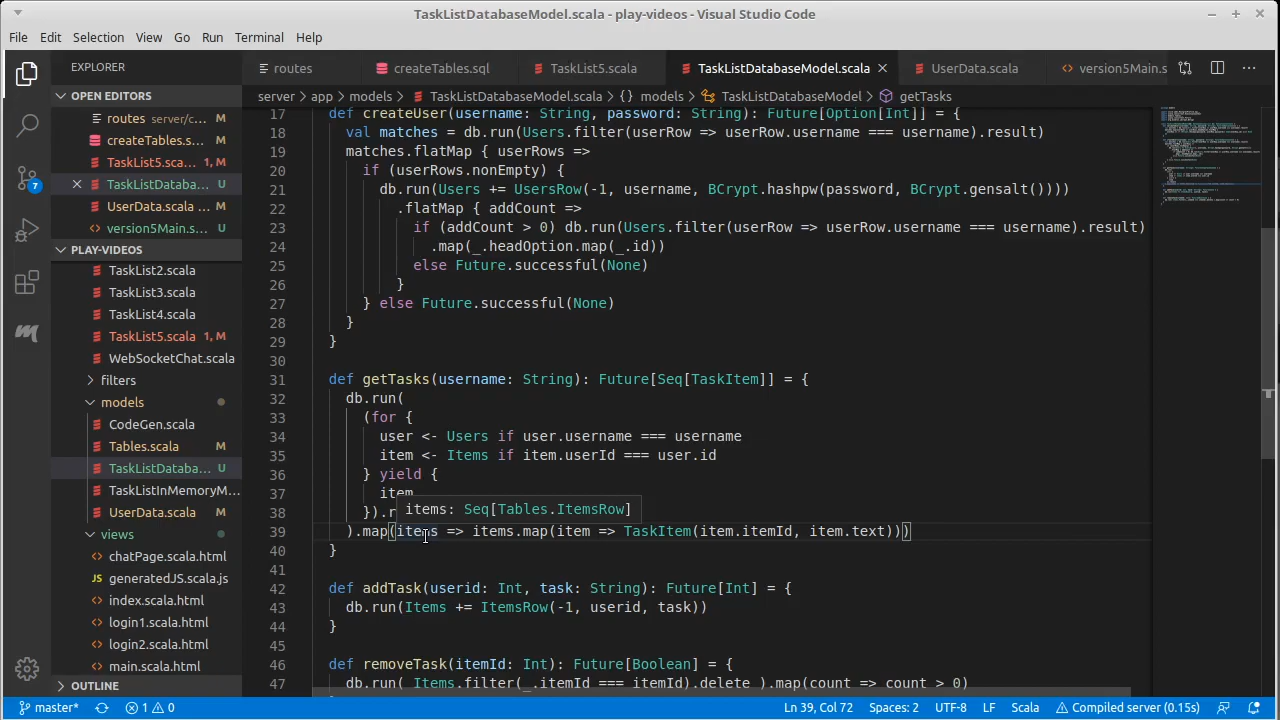 TaskListDatabaseModel.scala - play-videos - Visual Studio Code
File Edit Selection View Go Run Terminal Help
EXPLORER
OPEN EDITORS
routes server/c... M
createTables.... M
TaskList5.sca... 1, M
TaskListDataba... U
UserData.scala ... M
version5Main.s... M
PLAY-VIDEOS
TaskList2.scala
TaskList3.scala
TaskList4.scala
TaskList5.scala 1, M
WebSocketChat.scala
filters
models
CodeGen.scala
Tables.scala M
TaskListDataba... U
TaskListInMemoryM...
UserData.scala M
views
chatPage.scala.html
generatedJS.scala.js
index.scala.html
login1.scala.html
login2.scala.html
main.scala.html
OUTLINE
7
routes createTables.sql TaskList5.scala TaskListDatabaseModel.scala UserData.scala version5Main.s
server app models TaskListDatabaseModel.scala {} models TaskListDatabaseModel getTasks
17 def createUser(username: String, password: String): Future[Option[Int]] = {
18 val matches = db.run(Users.filter(userRow => userRow.username === username).result)
19 matches.flatMap { userRows =>
20 if (userRows.nonEmpty) {
21 db.run(Users += UsersRow(-1, username, BCrypt.hashpw(password, BCrypt.gensalt())))
22 .flatMap { addCount =>
23 if (addCount > 0) db.run(Users.filter(userRow => userRow.username === username).result)
24 .map(_.headOption.map(_.id))
25 else Future.successful(None)
26 }
27 } else Future.successful(None)
28 }
29 }
30
31 def getTasks(username: String): Future[Seq[TaskItem]] = {
32 db.run(
33 (for {
34 user <- Users if user.username === username
35 item <- Items if item.userId === user.id
36 } yield {
37 item
items: Seq[Tables.ItemsRow]
38 }).r
39 ).map(items => items.map(item => TaskItem(item.itemId, item.text)))
40 }
41
42 def addTask(userid: Int, task: String): Future[Int] = {
43 db.run(Items += ItemsRow(-1, userid, task))
44 }
45
46 def removeTask(itemId: Int): Future[Boolean] = {
47 db.run( Items.filter(_.itemId === itemId).delete ).map(count => count > 0)
master* 1 0 Ln 39, Col 72 Spaces: 2 UTF-8 LF Scala Compiled server (0.15s)